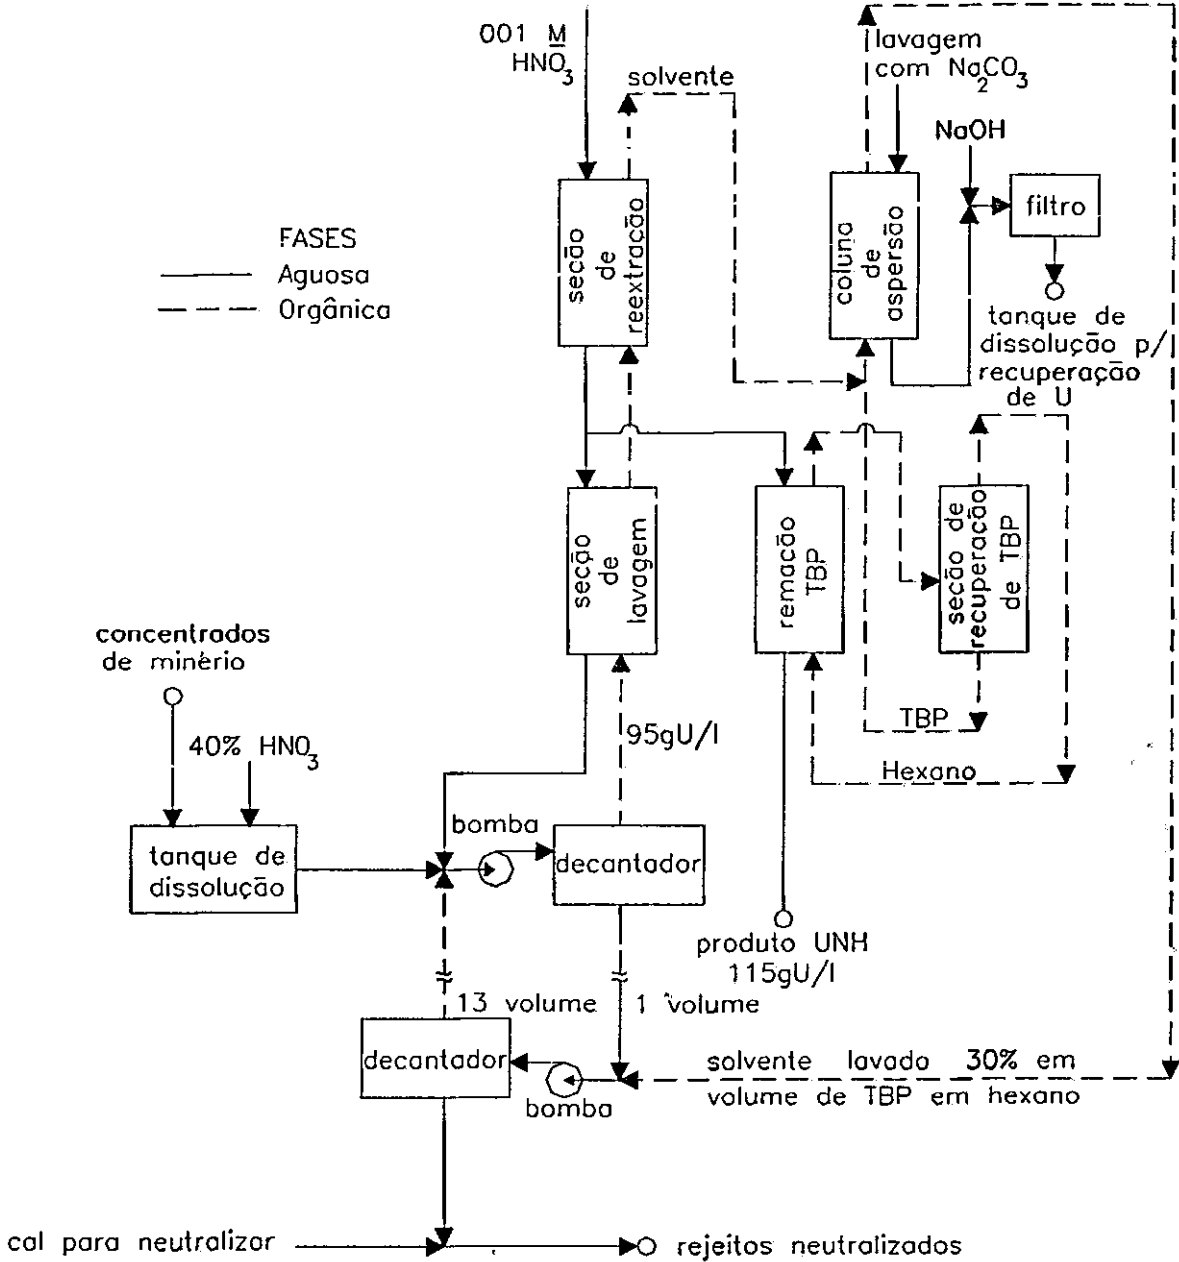 001 M
HNO3
solvente
lavagem
com Na2CO3
NaOH
filtro
secão
de
reextração
coluna
de
aspersão
FASES
Aguosa
Orgânica
tanque de
dissolução p/
recuperação
de U
secção
de
lavagem
remacão
TBP
secão de
recuperação
de TBP
concentrados
de minério
40% HNO3
95gU/l
TBP
Hexano
bomba
tanque de
dissolução
decantador
produto UNH
115gU/l
13 volume
1 volume
decantador
bomba
solvente lavado 30% em
volume de TBP em hexano
cal para neutralizar
rejeitos neutralizados